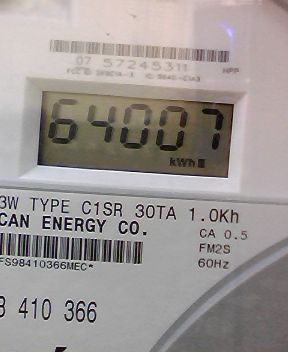 07 57245311
64007
kWh
3W TYPE C1SR 30TA 1.0Kh
CAN ENERGY CO.
CA 0.5
FM2S
60Hz
FS98410366MEC*
410 366